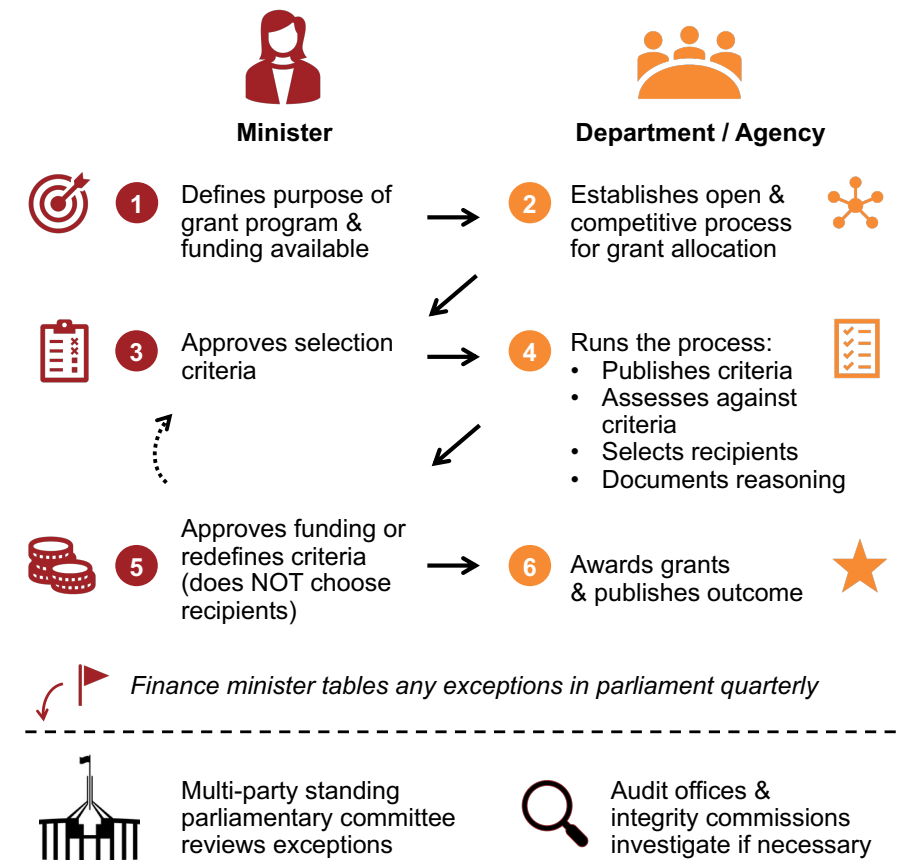 Minister
Department / Agency
1
Defines purpose of
grant program &
funding available
2
Establishes open &
competitive process
for grant allocation
3
Approves selection
criteria
4
Runs the process:
• Publishes criteria
• Assesses against
criteria
• Selects recipients
• Documents reasoning
5
Approves funding or
redefines criteria
(does NOT choose
recipients)
6
Awards grants
& publishes outcome
Finance minister tables any exceptions in parliament quarterly
Multi-party standing
parliamentary committee
reviews exceptions
Audit offices &
integrity commissions
investigate if necessary